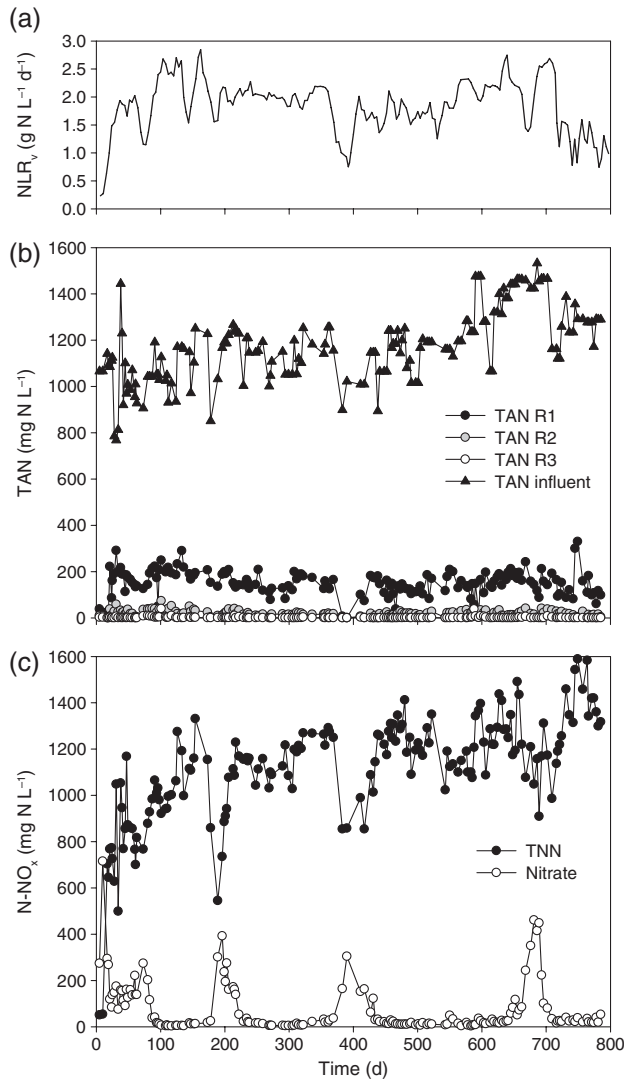 (a)
3.0
2.5
2.0
1.5
1.0
0.5
0.0
NLRv (g N L⁻¹ d⁻¹)
(b)
1600
1400
1200
1000
800
600
400
200
0
TAN (mg N L⁻¹)
TAN R1
TAN R2
TAN R3
TAN influent
(c)
1600
1400
1200
1000
800
600
400
200
0
N-NOx (mg N L⁻¹)
TNN
Nitrate
0 100 200 300 400 500 600 700 800
Time (d)